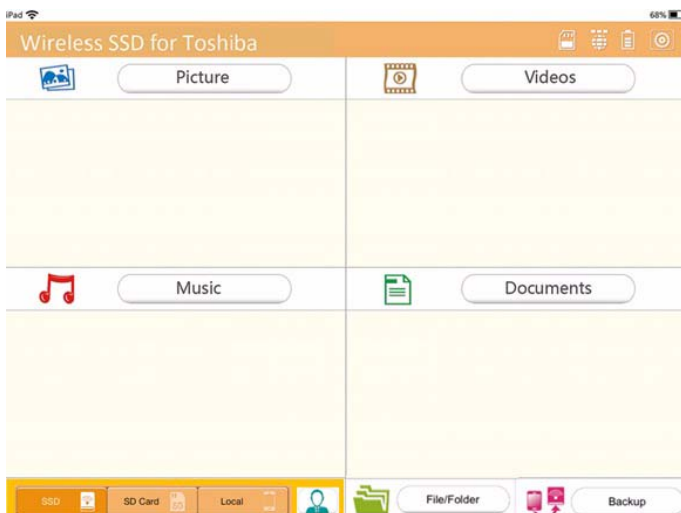 iPad 68%
Wireless SSD for Toshiba
Picture Videos
Music Documents
SSD SD Card Local File/Folder Backup